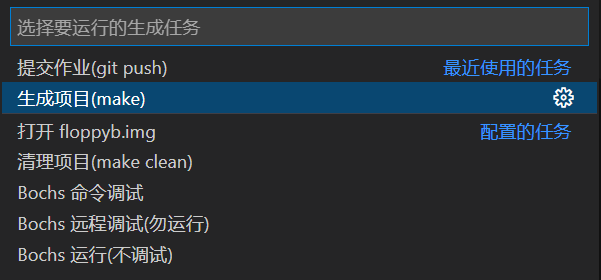 选择要运行的生成任务
提交作业(git push) 最近使用的任务
生成项目(make)
打开 floppyb.img 配置的任务
清理项目(make clean)
Bochs 命令调试
Bochs 远程调试(勿运行)
Bochs 运行(不调试)